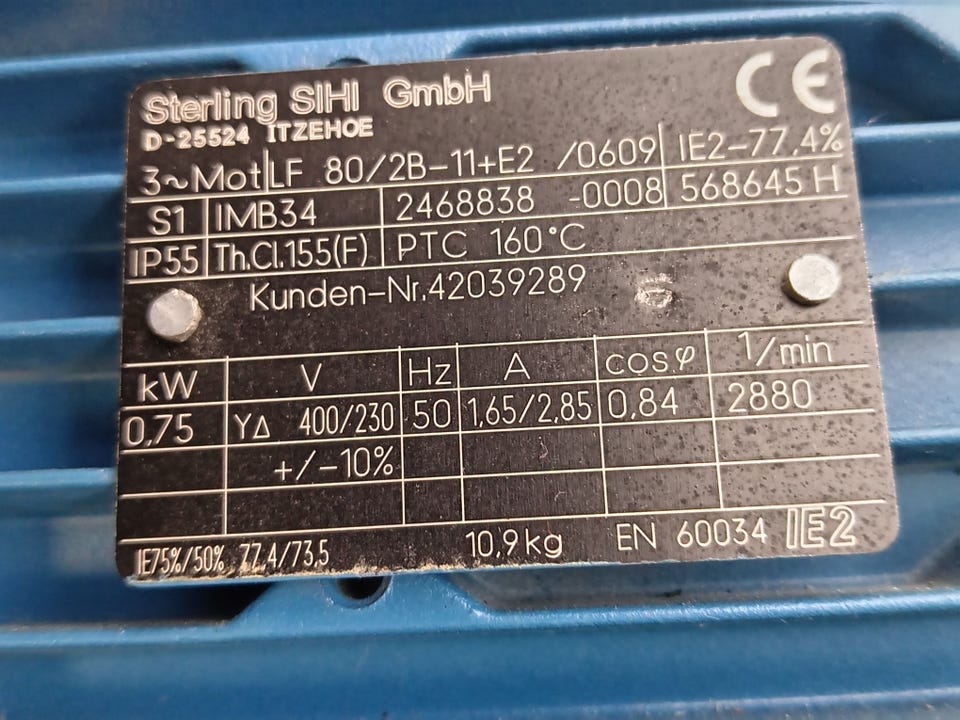 Sterling SIHI GmbH CE
D-25524 ITZEHOE
3~Mot LF 80/2B-11+E2 /0609 IE2-77.4%
S1 IMB34 2468838 -0008 568645 H
IP55 Th.Cl.155(F) PTC 160°C
Kunden-Nr.42039289
kW V Hz A cos φ 1/min
0,75 Y∆ 400/230 50 1,65/2,85 0,84 2880
+/-10%
IE75%/50% 77.4/73,5 10,9kg EN 60034 IE2